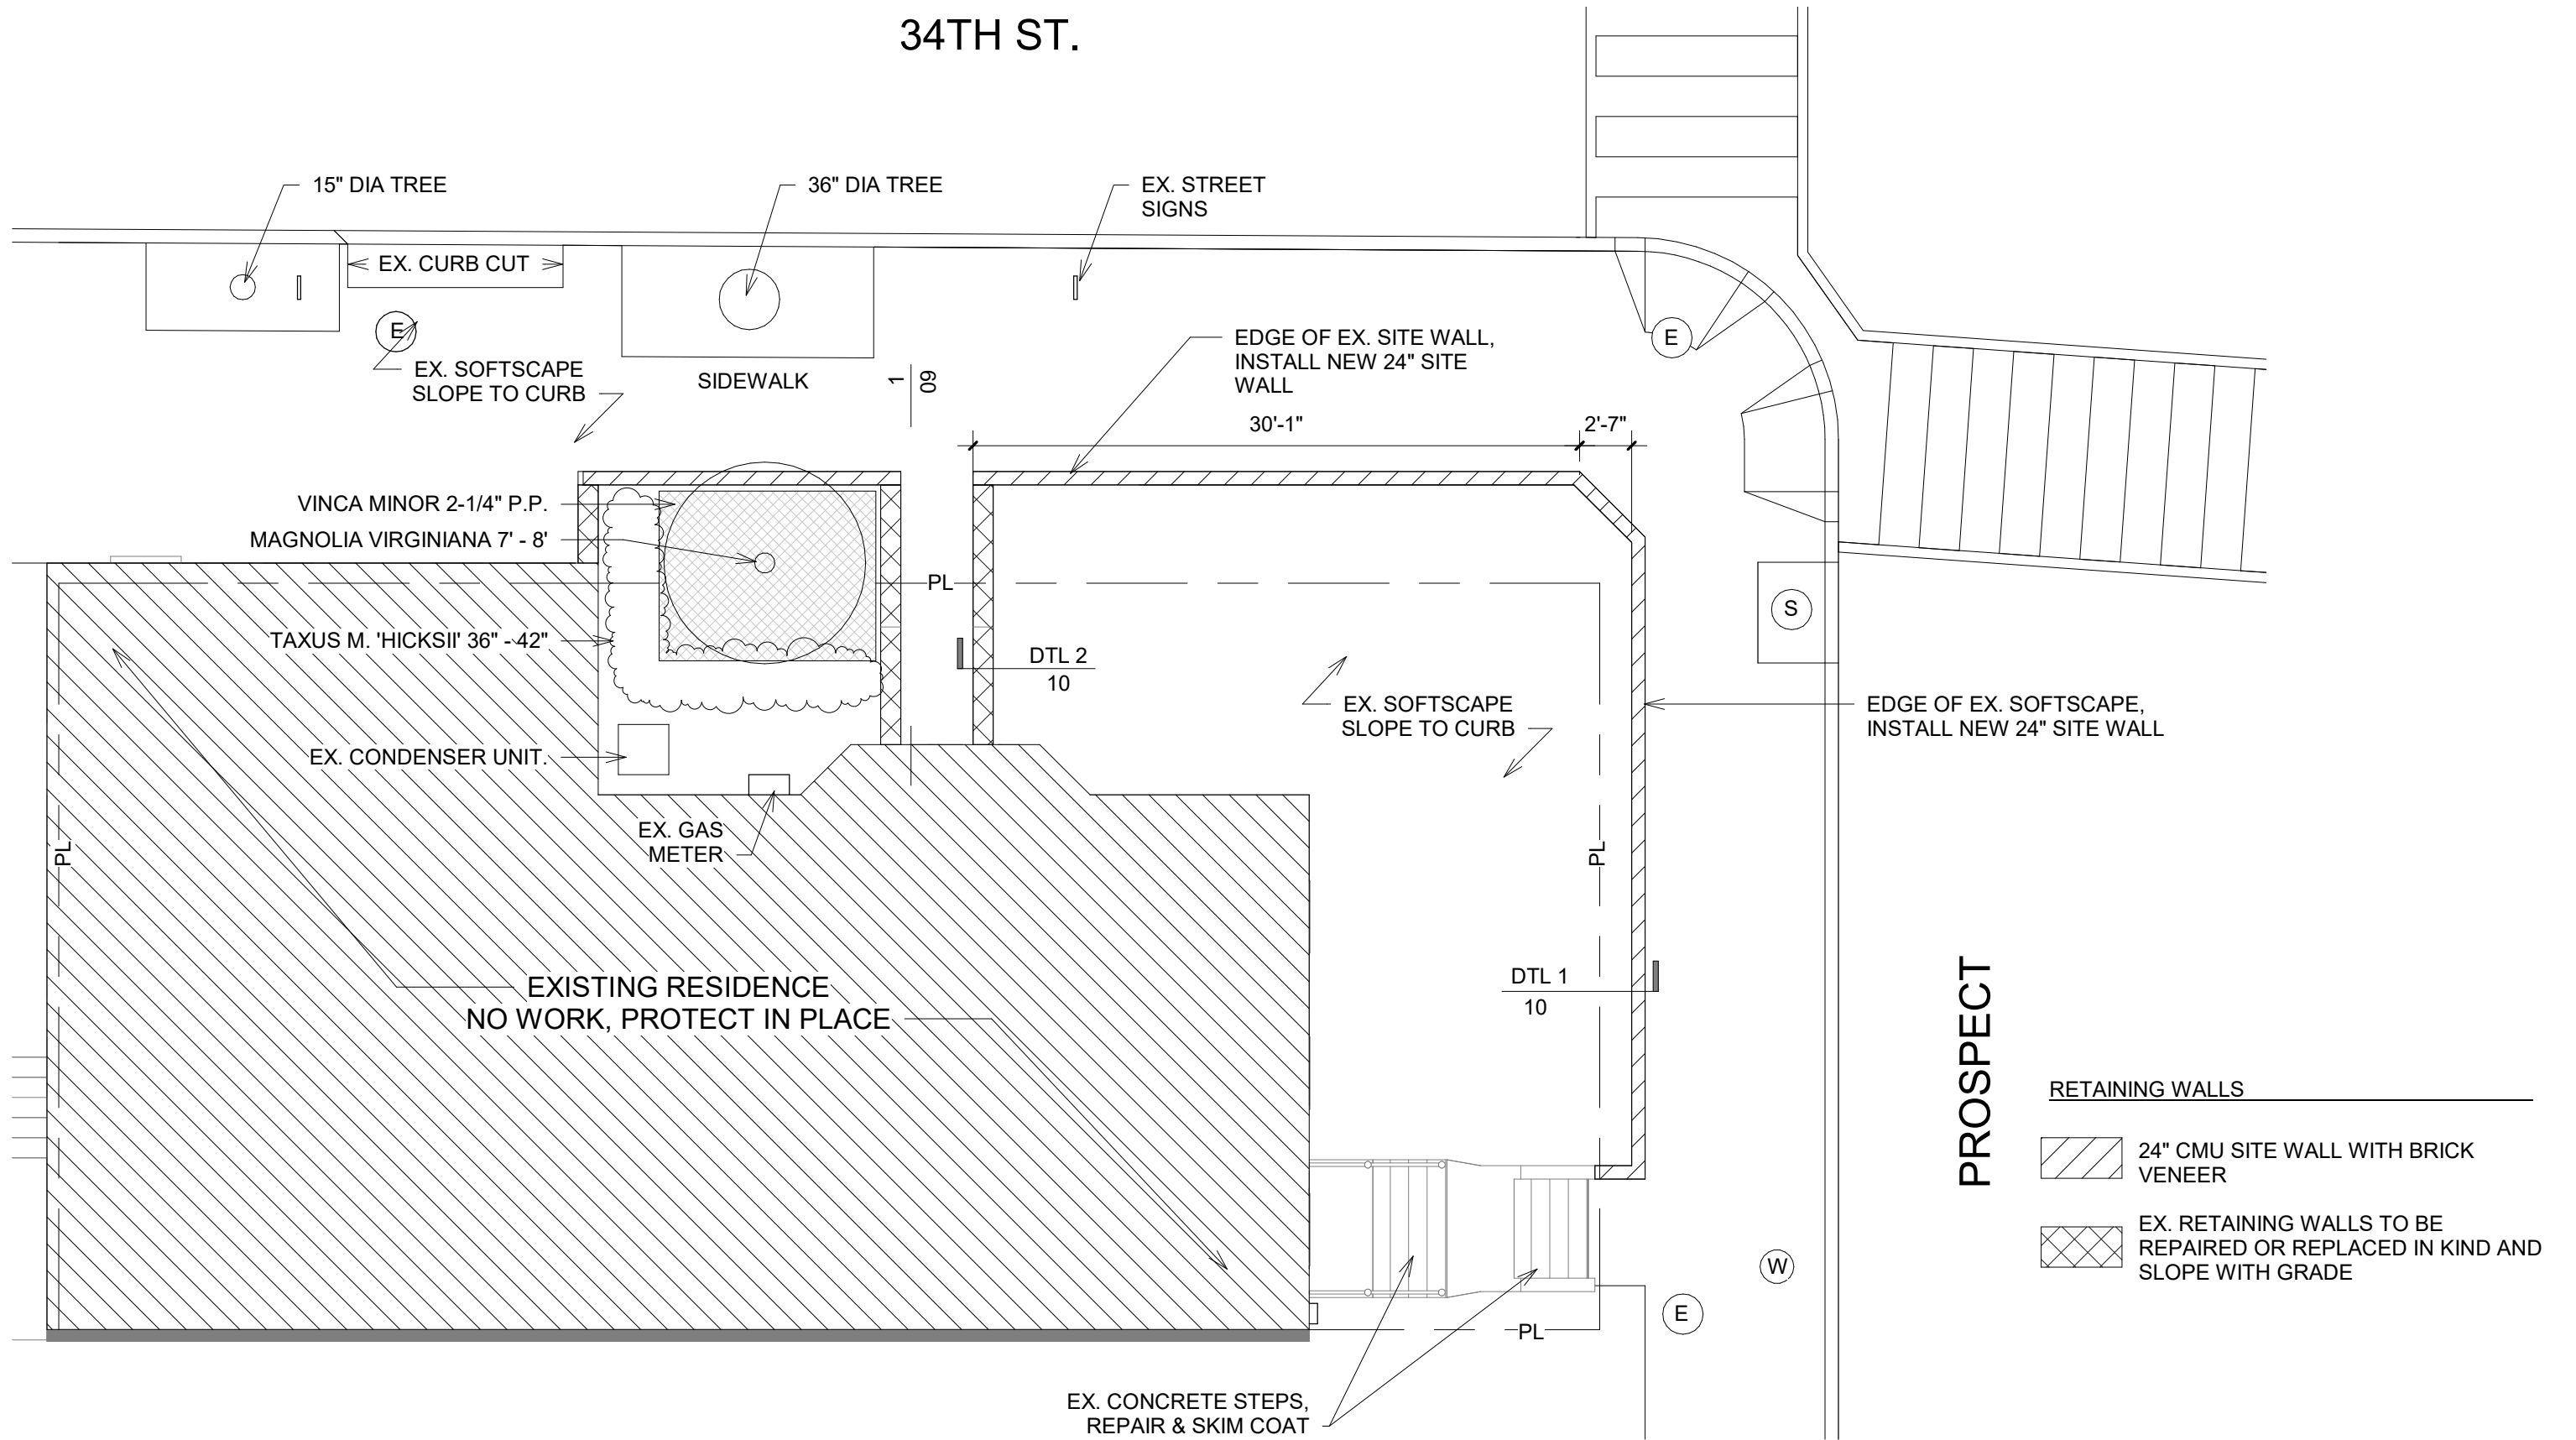 34TH ST.
15" DIA TREE
36" DIA TREE
EX. STREET
SIGNS
EX. CURB CUT
E
EX. SOFTSCAPE
SLOPE TO CURB
SIDEWALK
1
09
EDGE OF EX. SITE WALL,
INSTALL NEW 24" SITE
WALL
E
30'-1"
2'-7"
VINCA MINOR 2-1/4" P.P.
MAGNOLIA VIRGINIANA 7' - 8'
PL
S
TAXUS M. 'HICKSII' 36" - 42"
DTL 2
10
EX. SOFTSCAPE
SLOPE TO CURB
EDGE OF EX. SOFTSCAPE,
INSTALL NEW 24" SITE WALL
EX. CONDENSER UNIT.
EX. GAS
METER
PL
PL
EXISTING RESIDENCE
NO WORK, PROTECT IN PLACE
DTL 1
10
PROSPECT
RETAINING WALLS
24" CMU SITE WALL WITH BRICK
VENEER
EX. RETAINING WALLS TO BE
REPAIRED OR REPLACED IN KIND AND
SLOPE WITH GRADE
W
E
PL
EX. CONCRETE STEPS,
REPAIR & SKIM COAT